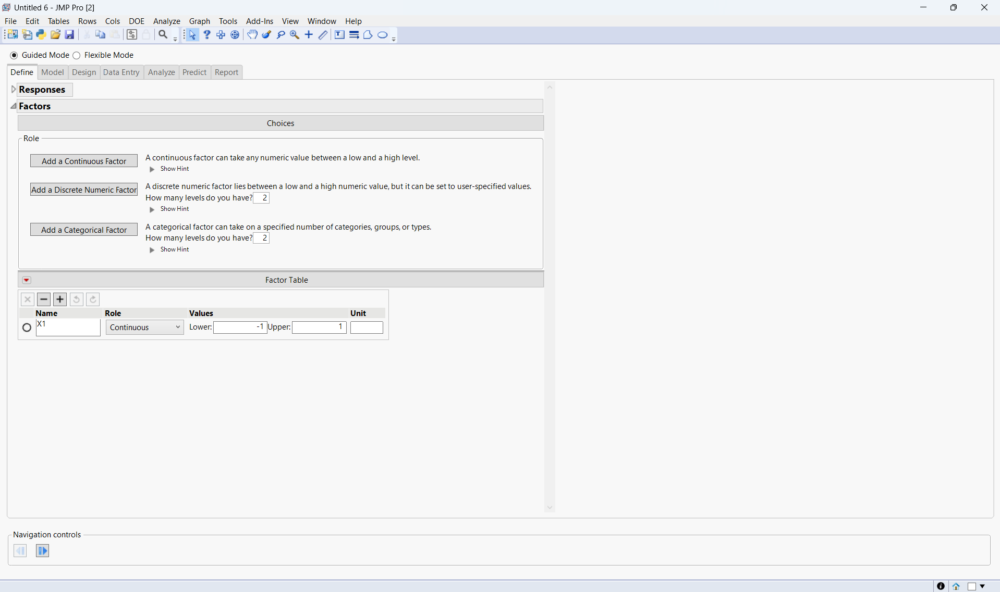 Untitled 6 - JMP Pro [2]
File Edit Tables Rows Cols DOE Analyze Graph Tools Add-Ins View Window Help
Guided Mode Flexible Mode
Define Model Design Data Entry Analyze Predict Report
Responses
Factors
Choices
Role
Add a Continuous Factor A continuous factor can take any numeric value between a low and a high level.
Show Hint
Add a Discrete Numeric Factor A discrete numeric factor lies between a low and a high numeric value, but it can be set to user-specified values.
How many levels do you have? 2
Show Hint
Add a Categorical Factor A categorical factor can take on a specified number of categories, groups, or types.
How many levels do you have? 2
Show Hint
Factor Table
Name Role Values Unit
X1 Continuous Lower: -1 Upper: 1
Navigation controls